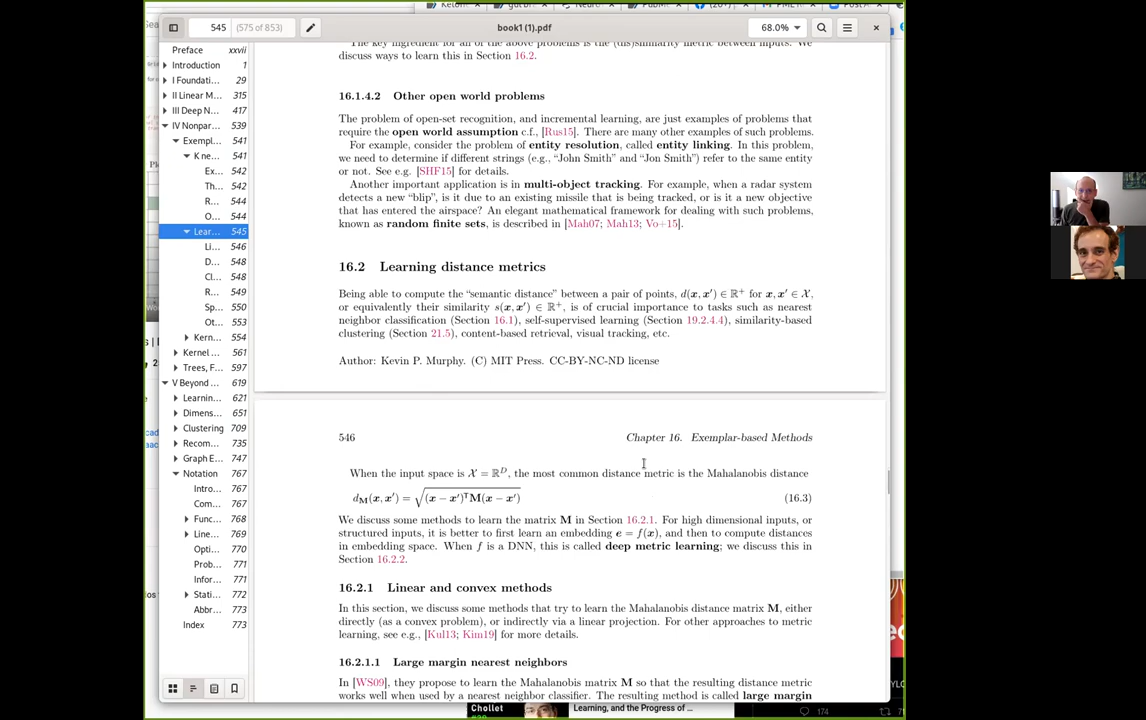 545
(575 of 853)
book1 (1).pdf
68.0%
Preface xxvii
Introduction 1
I Foundati... 29
II Linear M... 315
III Deep N... 417
IV Nonpar... 539
Exempl... 541
K ne... 541
Ex... 542
Th... 542
R... 544
O... 544
Lear... 545
Li... 546
D... 548
Cl... 548
R... 549
Sp... 550
Ot... 553
Kern... 554
Kernel ... 561
Trees, F... 597
V Beyond ... 619
Learnin... 621
Dimens... 651
Clustering 709
Recom... 735
Graph E... 747
Notation 767
Intro... 767
Com... 767
Func... 768
Line... 769
Opti... 770
Prob... 771
Infor... 771
Stati... 772
Abbr... 773
Index 773
The key ingredient for all of the above problems is the (dis)similarity metric between inputs. We
discuss ways to learn this in Section 16.2.
16.1.4.2 Other open world problems
The problem of open-set recognition, and incremental learning, are just examples of problems that
require the open world assumption c.f., [Rus15]. There are many other examples of such problems.
For example, consider the problem of entity resolution, called entity linking. In this problem,
we need to determine if different strings (e.g., “John Smith” and “Jon Smith”) refer to the same entity
or not. See e.g. [SHF15] for details.
Another important application is in multi-object tracking. For example, when a radar system
detects a new “blip”, is it due to an existing missile that is being tracked, or is it a new objective
that has entered the airspace? An elegant mathematical framework for dealing with such problems,
known as random finite sets, is described in [Mah07; Mah13; Vo+15].
16.2 Learning distance metrics
Being able to compute the “semantic distance” between a pair of points, d(x, x′) ∈ ℝ⁺ for x, x′ ∈ 𝒳,
or equivalently their similarity s(x, x′) ∈ ℝ⁺, is of crucial importance to tasks such as nearest
neighbor classification (Section 16.1), self-supervised learning (Section 19.2.4.4), similarity-based
clustering (Section 21.5), content-based retrieval, visual tracking, etc.
Author: Kevin P. Murphy. (C) MIT Press. CC-BY-NC-ND license
546 Chapter 16. Exemplar-based Methods
When the input space is 𝒳 = ℝᴰ, the most common distance metric is the Mahalanobis distance
d_M(x, x′) = √((x − x′)ᵀM(x − x′)) (16.3)
We discuss some methods to learn the matrix M in Section 16.2.1. For high dimensional inputs, or
structured inputs, it is better to first learn an embedding e = f(x), and then to compute distances
in embedding space. When f is a DNN, this is called deep metric learning; we discuss this in
Section 16.2.2.
16.2.1 Linear and convex methods
In this section, we discuss some methods that try to learn the Mahalanobis distance matrix M, either
directly (as a convex problem), or indirectly via a linear projection. For other approaches to metric
learning, see e.g., [Kul13; Kim19] for more details.
16.2.1.1 Large margin nearest neighbors
In [WS09], they propose to learn the Mahalanobis matrix M so that the resulting distance metric
works well when used by a nearest neighbor classifier. The resulting method is called large margin
Chollet
Learning, and the Progress of ...
174